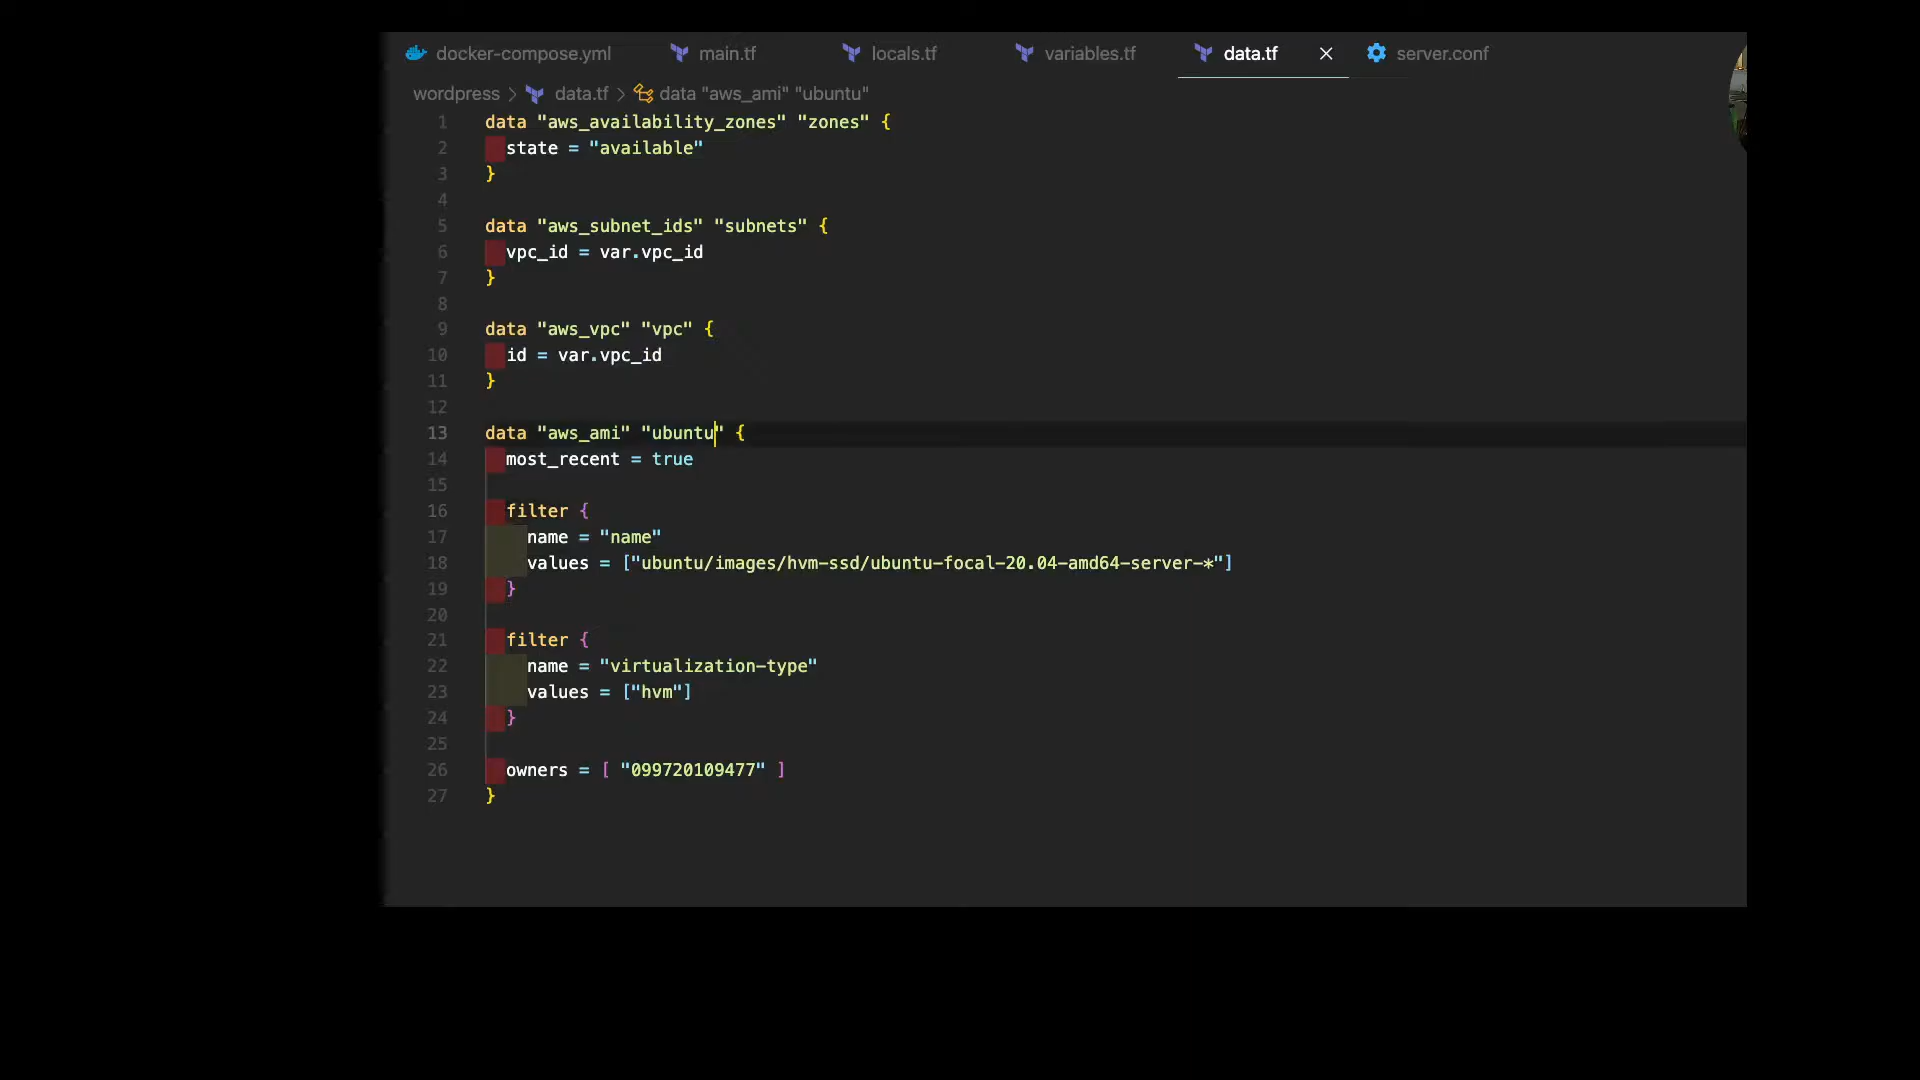 docker-compose.yml main.tf locals.tf variables.tf data.tf server.conf
wordpress > data.tf > data "aws_ami" "ubuntu"
1 data "aws_availability_zones" "zones" {
2 state = "available"
3 }
4
5 data "aws_subnet_ids" "subnets" {
6 vpc_id = var.vpc_id
7 }
8
9 data "aws_vpc" "vpc" {
10 id = var.vpc_id
11 }
12
13 data "aws_ami" "ubuntu" {
14 most_recent = true
15
16 filter {
17 name = "name"
18 values = ["ubuntu/images/hvm-ssd/ubuntu-focal-20.04-amd64-server-*"]
19 }
20
21 filter {
22 name = "virtualization-type"
23 values = ["hvm"]
24 }
25
26 owners = [ "099720109477" ]
27 }